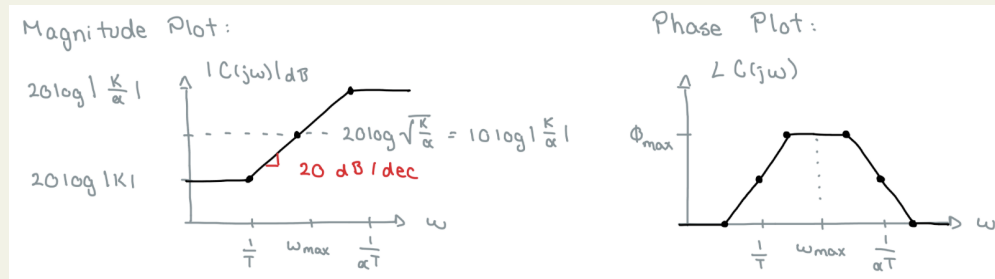 Magnitude Plot:
|C(jω)|dB
20log|K/α|
20log√K/α = 10log|K/α|
20 dB/dec
20log|K|
ω
1/T ωmax 1/αT
Phase Plot:
∠C(jω)
Φmax
ω
1/T ωmax 1/αT